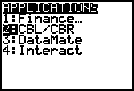 APPLICATIONS
1:Finance…
2:CBL/CBR
3:DataMate
4:Interact